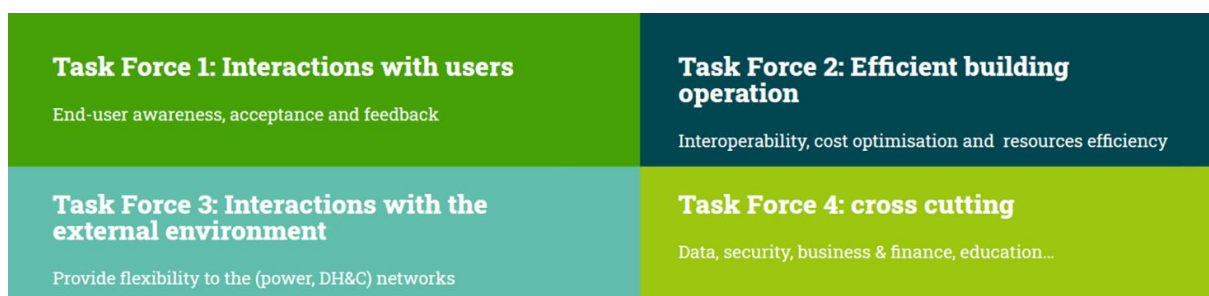 Task Force 1: Interactions with users
End-user awareness, acceptance and feedback
Task Force 2: Efficient building
operation
Interoperability, cost optimisation and resources efficiency
Task Force 3: Interactions with the
external environment
Provide flexibility to the (power, DH&C) networks
Task Force 4: cross cutting
Data, security, business & finance, education...